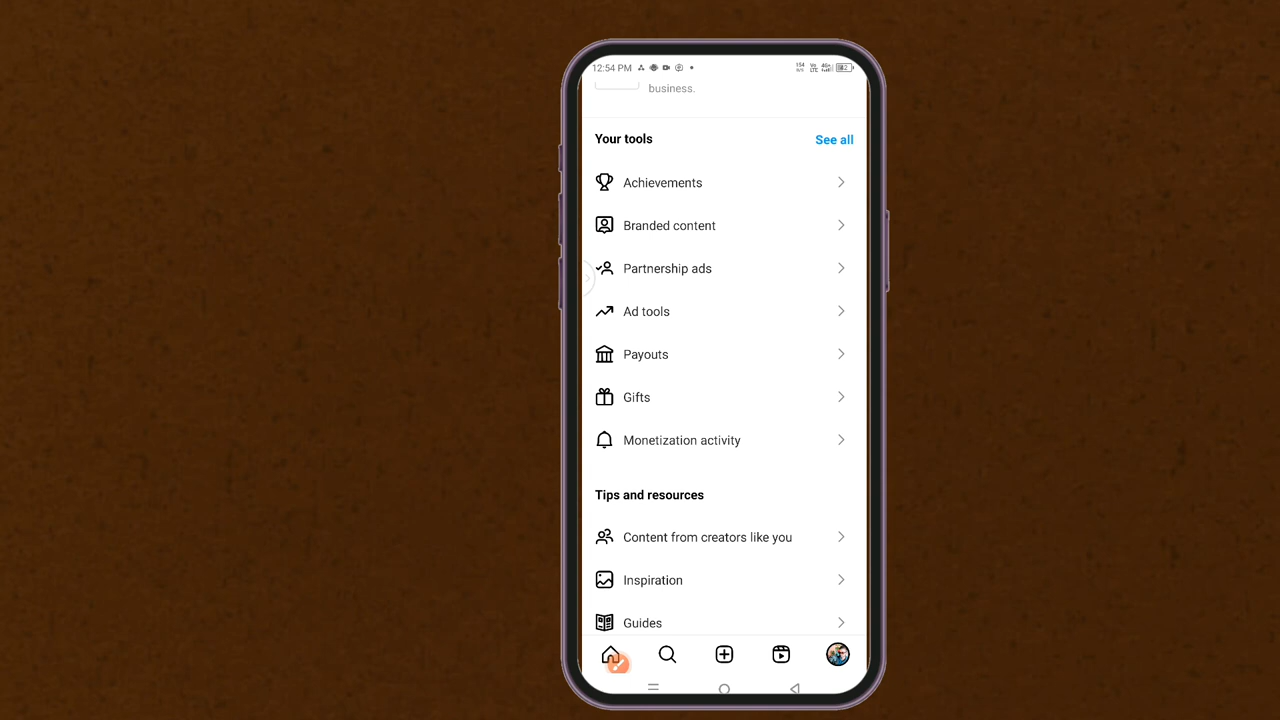 12:54 PM
business.
Your tools
See all
Achievements
Branded content
Partnership ads
Ad tools
Payouts
Gifts
Monetization activity
Tips and resources
Content from creators like you
Inspiration
Guides